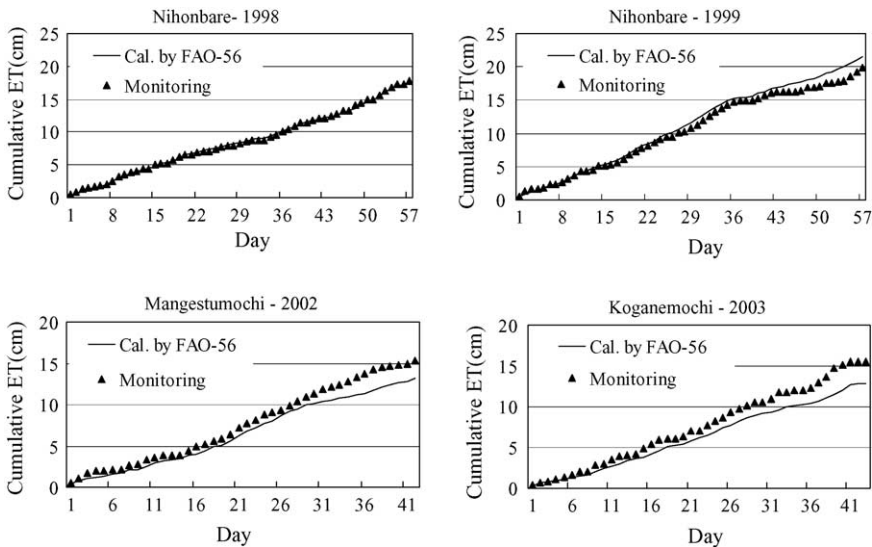 Nihonbare- 1998
Cumulative ET(cm)
25
20
15
10
5
0
Cal. by FAO-56
Monitoring
1 8 15 22 29 36 43 50 57
Day
Nihonbare - 1999
Cumulative ET(cm)
25
20
15
10
5
0
Cal. by FAO-56
Monitoring
1 8 15 22 29 36 43 50 57
Day
Mangestumochi - 2002
Cumulative ET(cm)
20
15
10
5
0
Cal. by FAO-56
Monitoring
1 6 11 16 21 26 31 36 41
Day
Koganemochi - 2003
Cumulative ET(cm)
20
15
10
5
0
Cal. by FAO-56
Monitoring
1 6 11 16 21 26 31 36 41
Day